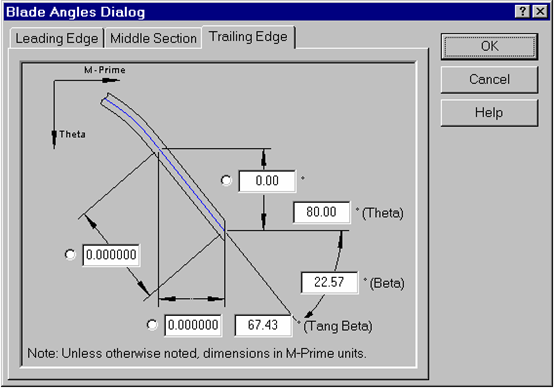 Blade Angles Dialog
? X
Leading Edge Middle Section Trailing Edge
OK
Cancel
Help
M-Prime
Theta
0.00 °
80.00 ° (Theta)
0.000000
22.57 ° (Beta)
0.000000 67.43 ° (Tang Beta)
Note: Unless otherwise noted, dimensions in M-Prime units.